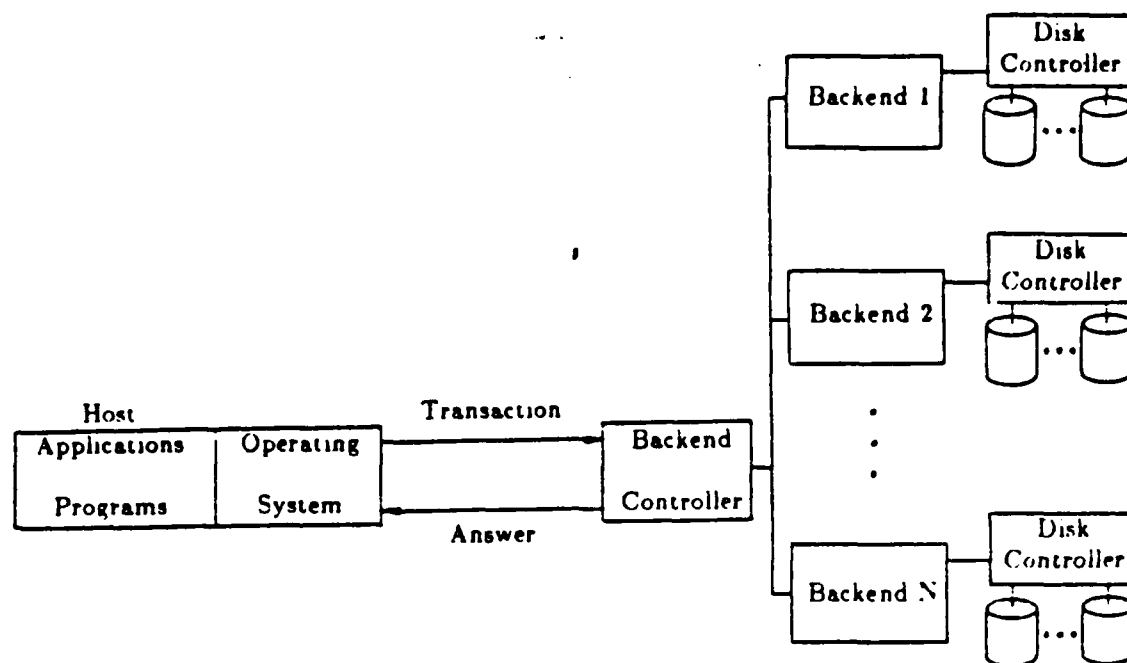 Host
Applications
Programs
Operating
System
Transaction
Answer
Backend
Controller
Backend 1
Disk
Controller
Backend 2
Disk
Controller
Backend N
Disk
Controller